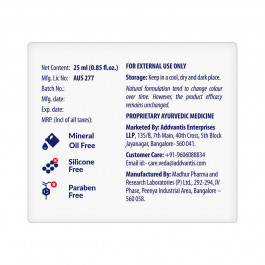 Net Content: 25 ml (0.85 fl.oz.)
Mfg. Lic No: AUS 277
Batch No.:
Mfg. date:
Exp. date:
MRP. (Incl of all taxes):
Mineral
Oil Free
Silicone
Free
Paraben
Free
FOR EXTERNAL USE ONLY
Storage: Keep in a cool, dry and dark place.
Natural formulation tend to change colour
over time. However, the product efficacy
remains unchanged.
PROPRIETARY AYURVEDIC MEDICINE
Marketed By: Addvantis Enterprises
LLP, 135/B, 7th Main, 40th Cross, 5th Block
Jayanagar, Bangalore- 560 041.
Customer Care: +91-9606088834
Email id: care.veda@addvantis.com
Manufactured By: Madhur Pharma and
Research Laboratories (P) Ltd., 292-294, IV
Phase, Peenya Industrial Area, Bangalore –
560 058.